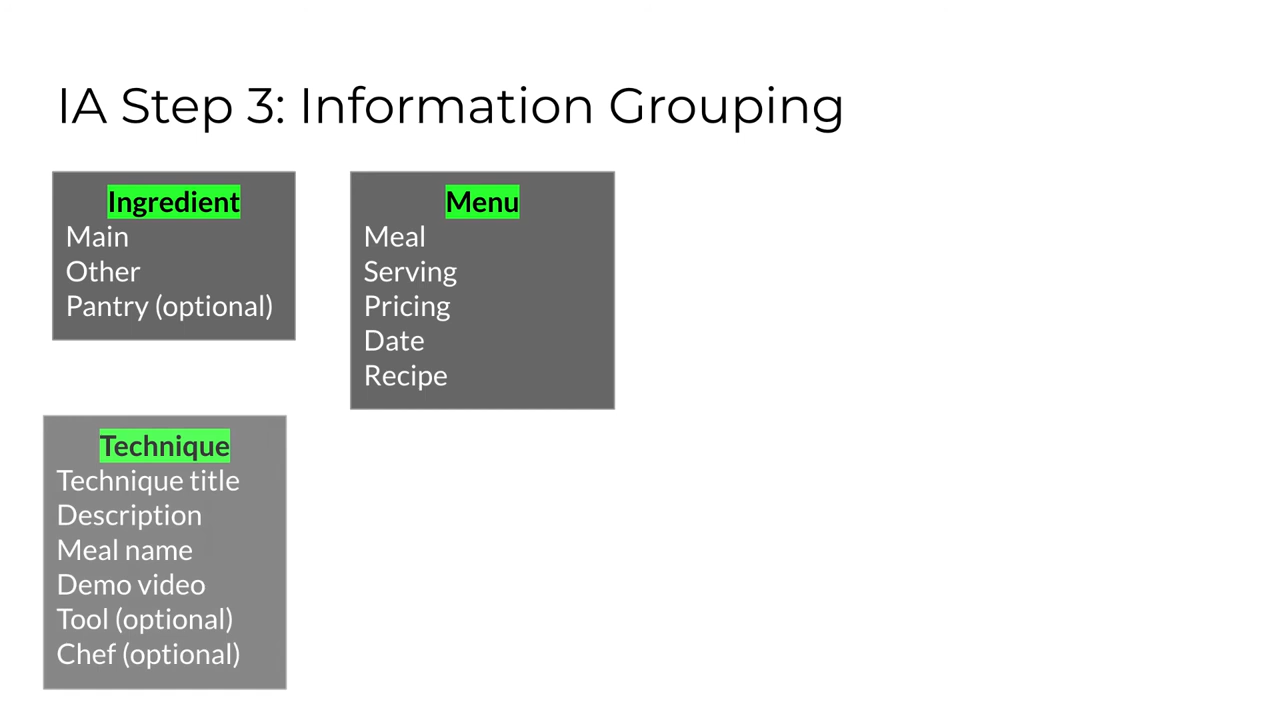 IA Step 3: Information Grouping
Ingredient
Main
Other
Pantry (optional)
Menu
Meal
Serving
Pricing
Date
Recipe
Technique
Technique title
Description
Meal name
Demo video
Tool (optional)
Chef (optional)